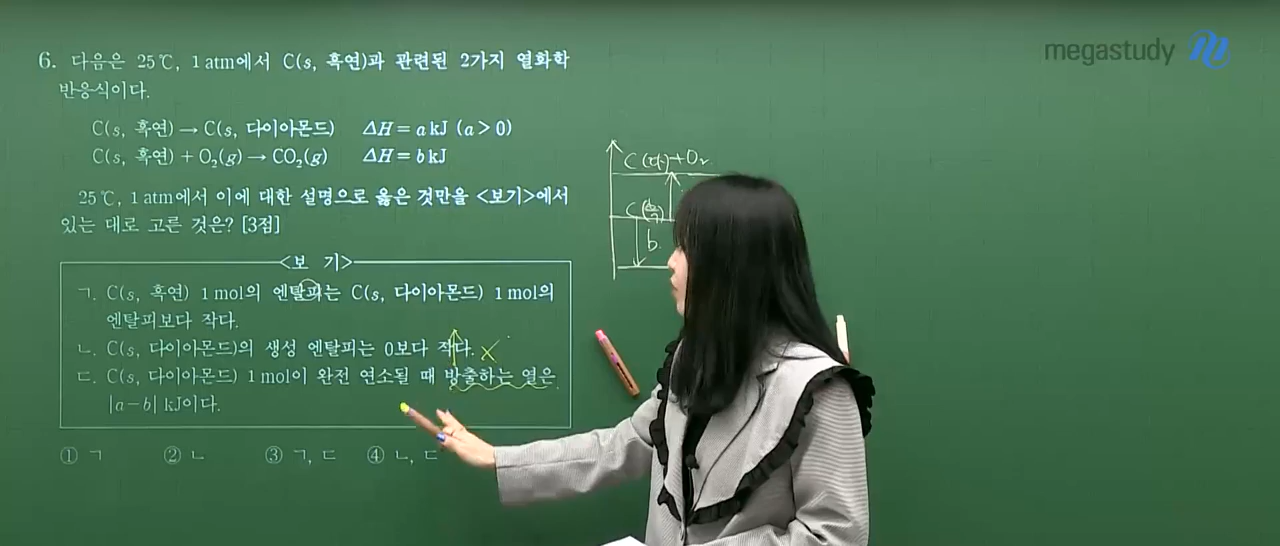 megastudy
6. 다음은 25℃, 1 atm에서 C(s, 흑연)과 관련된 2가지 열화학
반응식이다.
C(s, 흑연) → C(s, 다이아몬드) ΔH = a kJ (a > 0)
C(s, 흑연) + O₂(g) → CO₂(g) ΔH = b kJ
25℃, 1 atm에서 이에 대한 설명으로 옳은 것만을 <보기>에서
있는 대로 고른 것은? [3점]
<보 기>
ㄱ. C(s, 흑연) 1 mol의 엔탈피는 C(s, 다이아몬드) 1 mol의
엔탈피보다 작다.
ㄴ. C(s, 다이아몬드)의 생성 엔탈피는 0보다 작다. X
ㄷ. C(s, 다이아몬드) 1 mol이 완전 연소될 때 방출하는 열은
|a-b| kJ이다.
① ㄱ ② ㄴ ③ ㄱ, ㄷ ④ ㄴ, ㄷ
C(다)+O₂
C(흑)
b